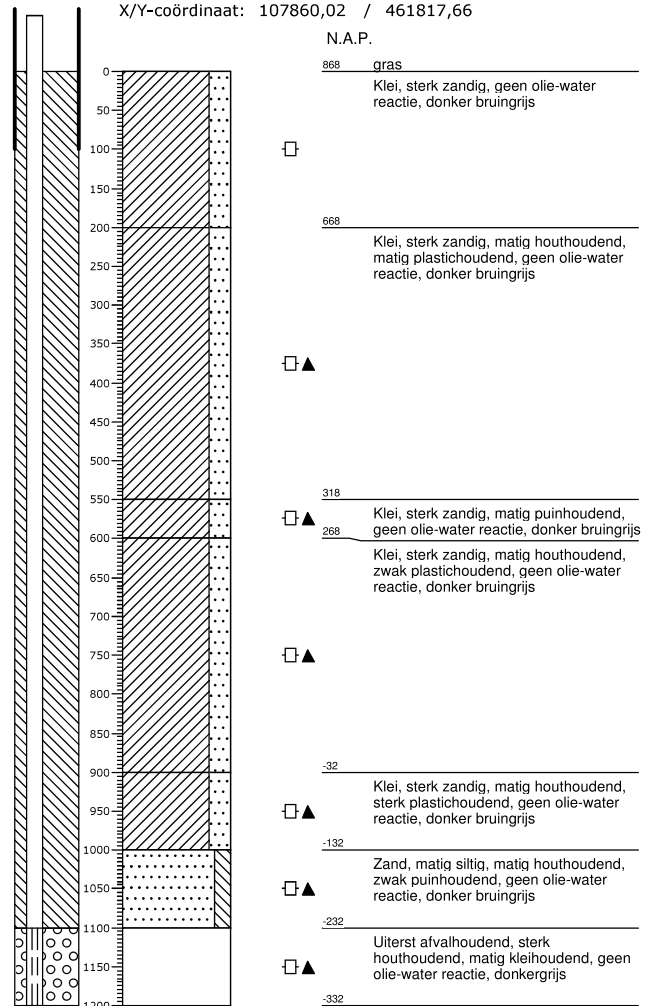 X/Y-coördinaat: 107860,02 / 461817,66
N.A.P.
0
868 gras
Klei, sterk zandig, geen olie-water
reactie, donker bruingrijs
50
100
150
200
668
Klei, sterk zandig, matig houthoudend,
matig plastichoudend, geen olie-water
reactie, donker bruingrijs
250
300
350
400
450
500
550
318
Klei, sterk zandig, matig puinhoudend,
geen olie-water reactie, donker bruingrijs
600
268
Klei, sterk zandig, matig houthoudend,
zwak plastichoudend, geen olie-water
reactie, donker bruingrijs
650
700
750
800
850
900
-32
Klei, sterk zandig, matig houthoudend,
sterk plastichoudend, geen olie-water
reactie, donker bruingrijs
950
1000
-132
Zand, matig siltig, matig houthoudend,
zwak puinhoudend, geen olie-water
reactie, donker bruingrijs
1050
1100
-232
Uiterst afvalhoudend, sterk
houthoudend, matig kleihoudend, geen
olie-water reactie, donkergrijs
1150
1200
-332